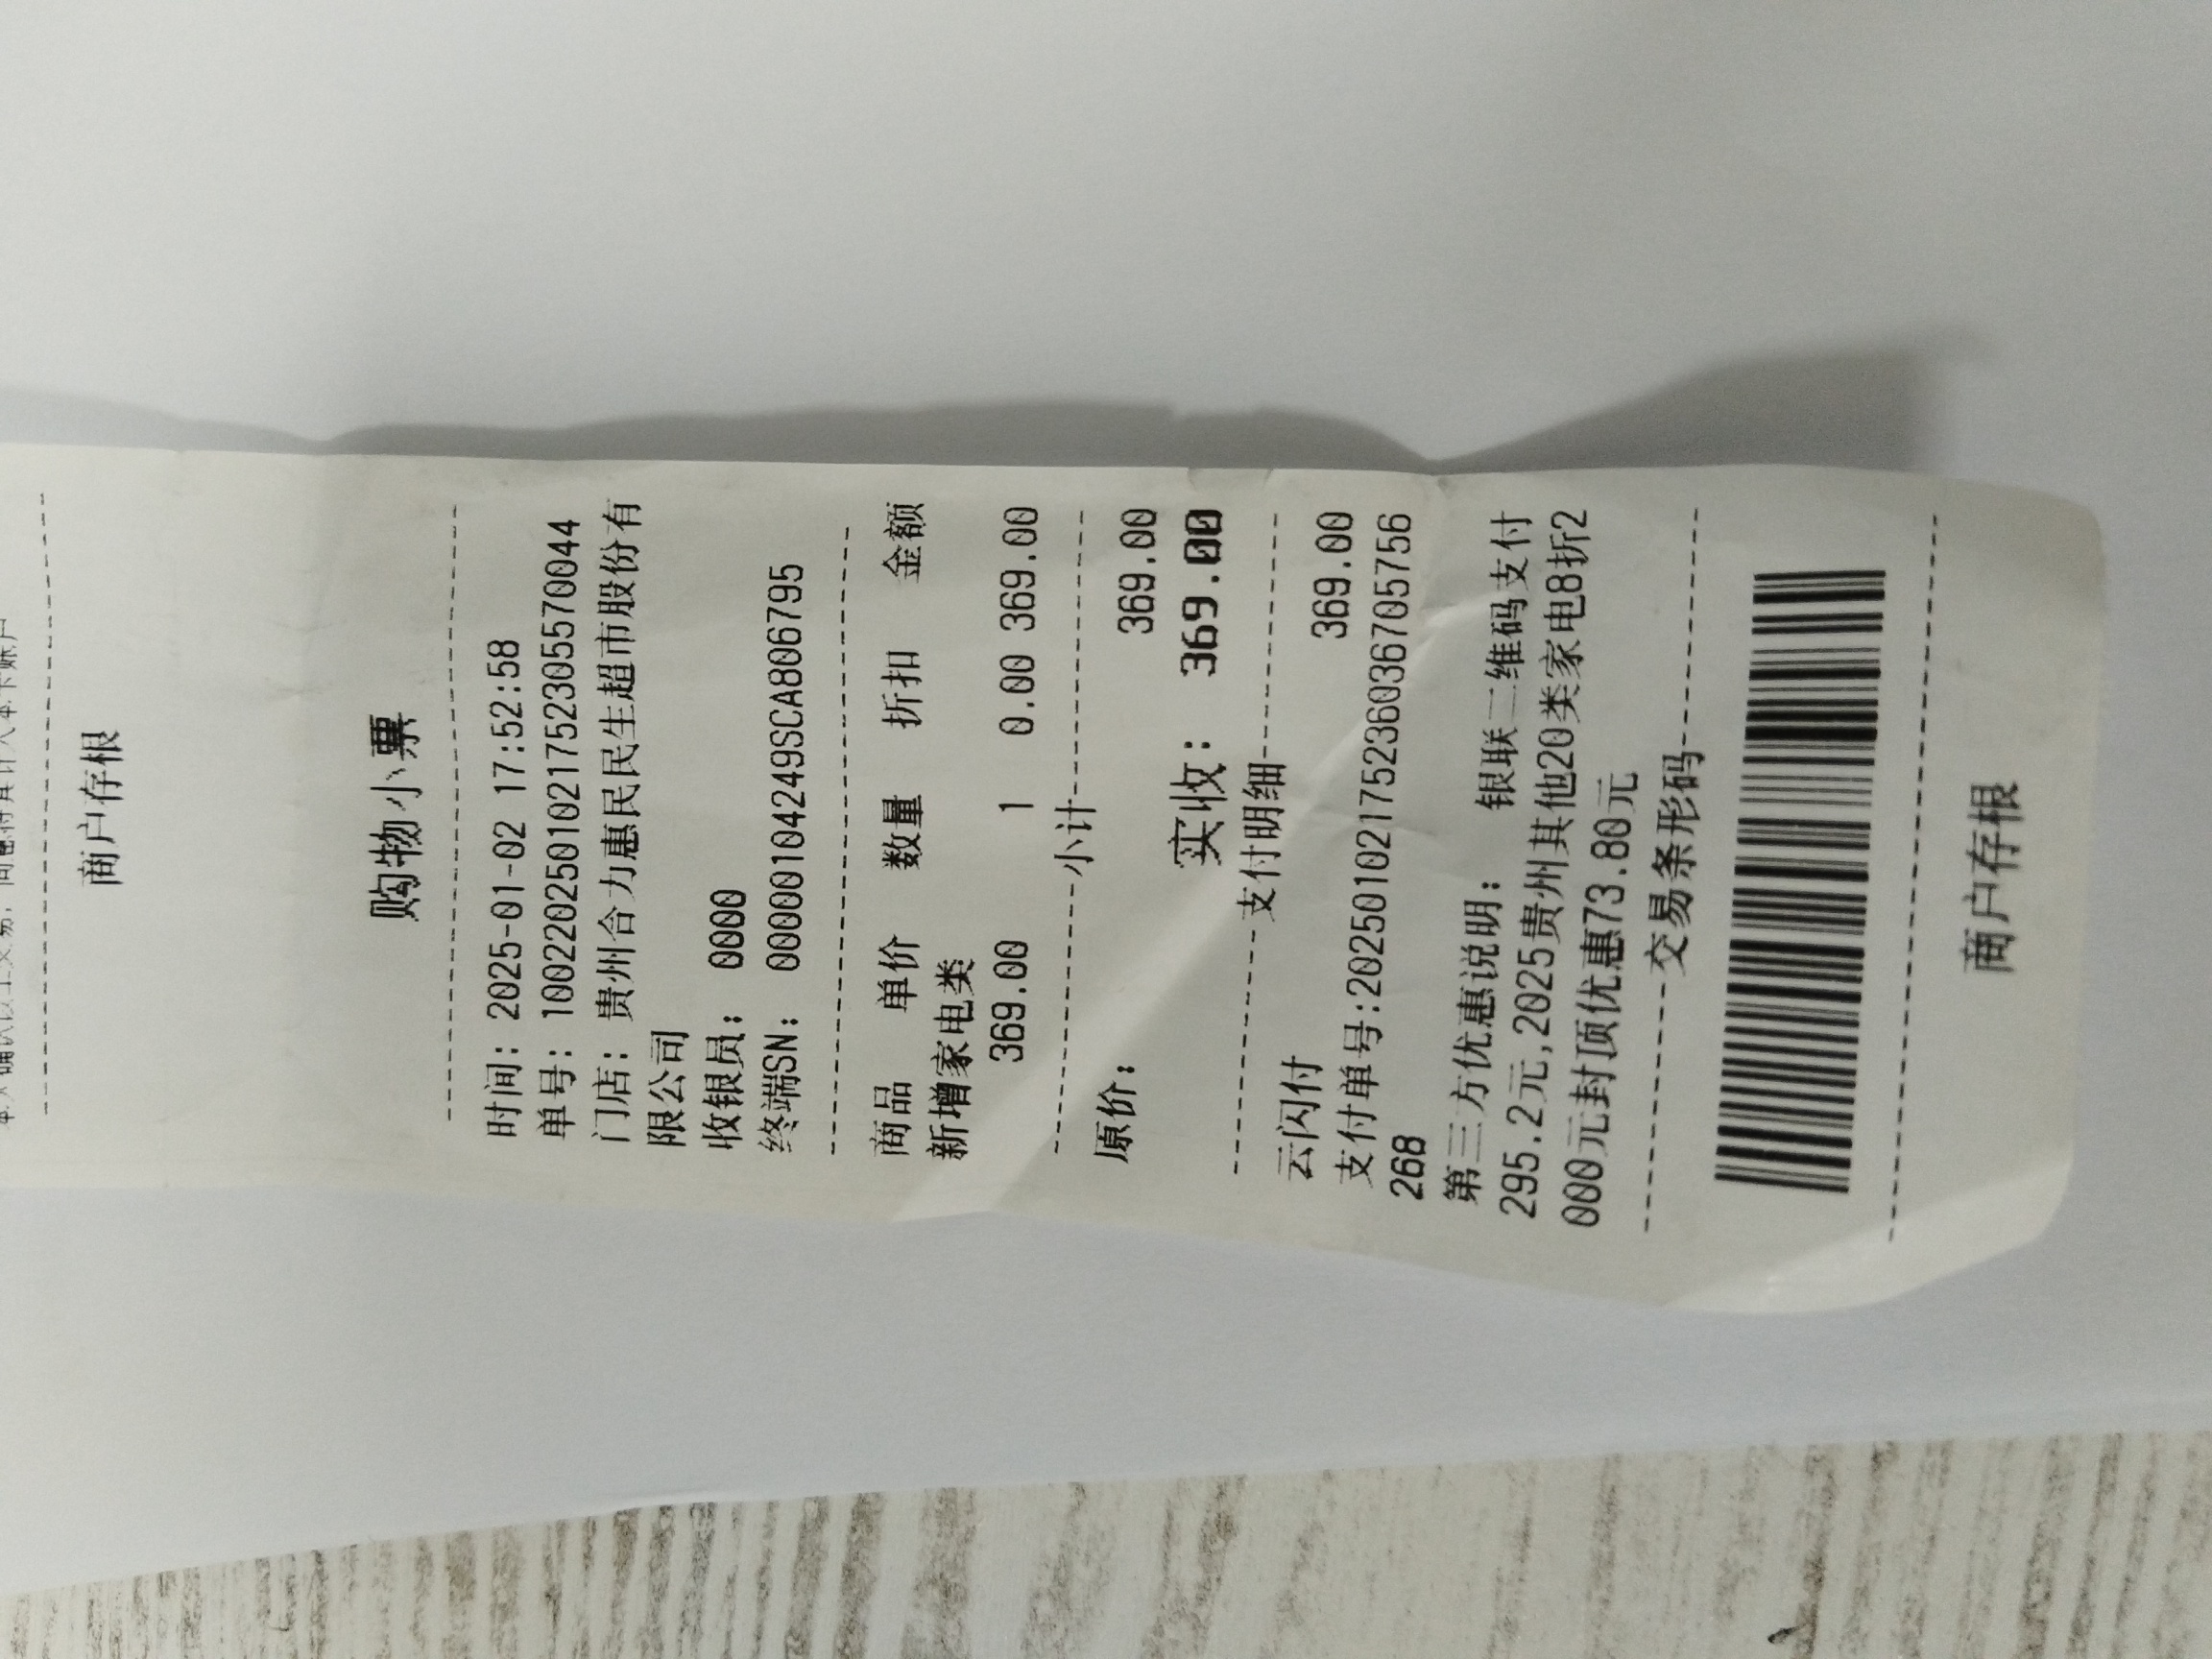 商户存根
购物小票
时间: 2025-01-02 17:52:58
单号: 1002202501021752305570044
门店: 贵州合力惠民民生超市股份有
限公司
收银员: 0000
终端SN: 00000104249SCA806795
商品 单价 数量 折扣 金额
新增家电类
369.00 1 0.00 369.00
小计
原价: 369.00
实收: 369.00
支付明细
云闪付 369.00
支付单号:20250102175236036705756
268
第三方优惠说明: 银联二维码支付
295.2元,2025贵州其他20类家电8折2
000元封顶优惠73.80元
交易条形码
商户存根